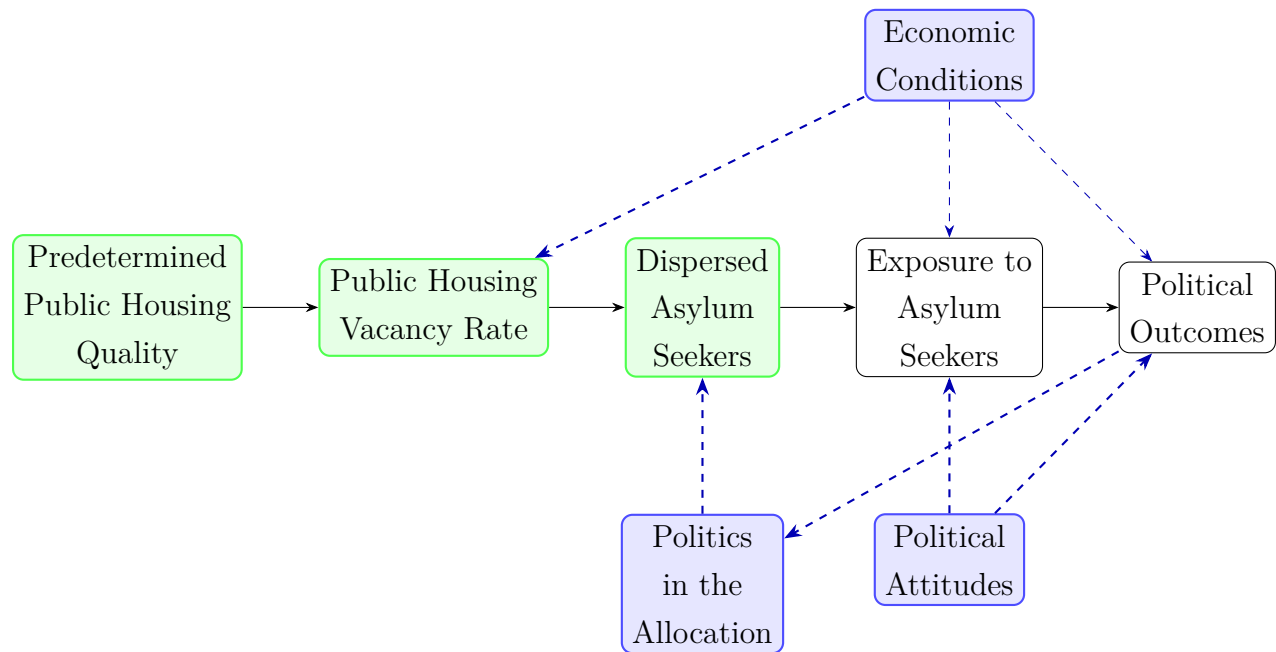 Economic
Conditions
Predetermined
Public Housing
Quality
Public Housing
Vacancy Rate
Dispersed
Asylum
Seekers
Exposure to
Asylum
Seekers
Political
Outcomes
Politics
in the
Allocation
Political
Attitudes